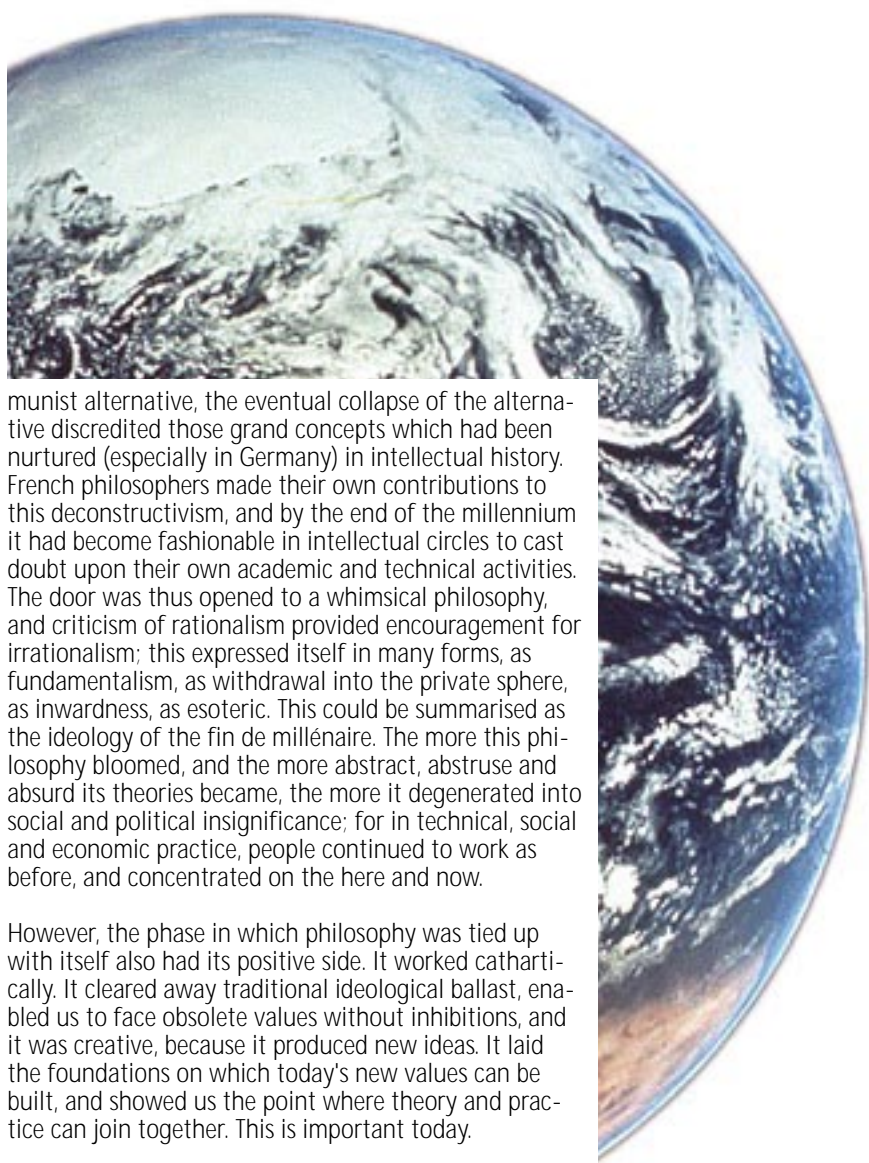 munist alternative, the eventual collapse of the alterna-
tive discredited those grand concepts which had been
nurtured (especially in Germany) in intellectual history.
French philosophers made their own contributions to
this deconstructivism, and by the end of the millennium
it had become fashionable in intellectual circles to cast
doubt upon their own academic and technical activities.
The door was thus opened to a whimsical philosophy,
and criticism of rationalism provided encouragement for
irrationalism; this expressed itself in many forms, as
fundamentalism, as withdrawal into the private sphere,
as inwardness, as esoteric. This could be summarised as
the ideology of the fin de millénaire. The more this phi-
losophy bloomed, and the more abstract, abstruse and
absurd its theories became, the more it degenerated into
social and political insignificance; for in technical, social
and economic practice, people continued to work as
before, and concentrated on the here and now.

However, the phase in which philosophy was tied up
with itself also had its positive side. It worked catharti-
cally. It cleared away traditional ideological ballast, ena-
bled us to face obsolete values without inhibitions, and
it was creative, because it produced new ideas. It laid
the foundations on which today's new values can be
built, and showed us the point where theory and prac-
tice can join together. This is important today.